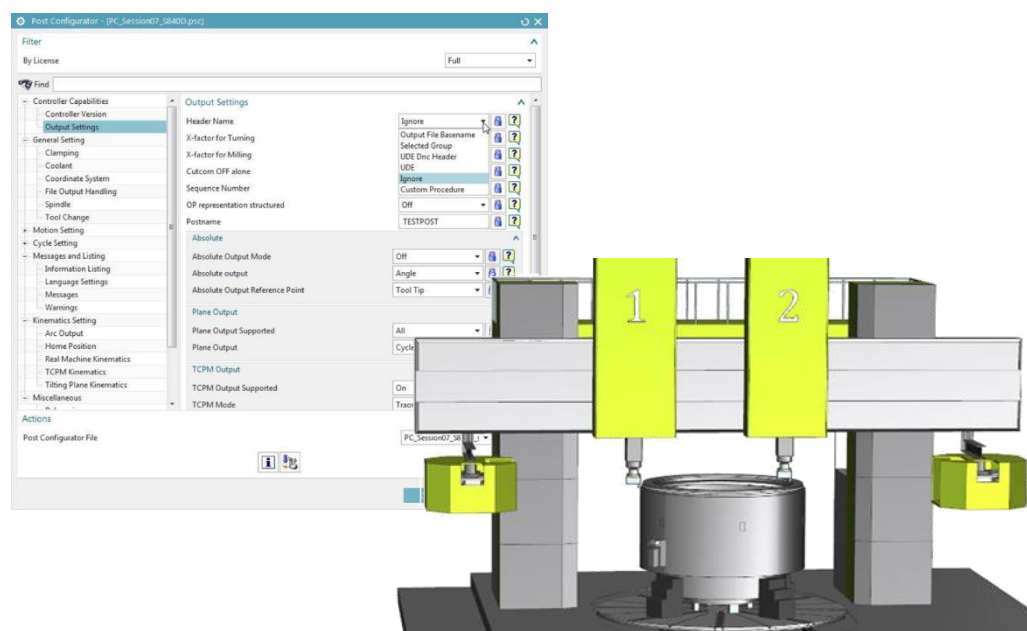 Post Configurator - [PC_Session07_S840D.psc]
Filter
By License Full
Find
Controller Capabilities
Controller Version
Output Settings
General Setting
Clamping
Coolant
Coordinate System
File Output Handling
Spindle
Tool Change
Motion Setting
Cycle Setting
Messages and Listing
Information Listing
Language Settings
Messages
Warnings
Kinematics Setting
Arc Output
Home Position
Real Machine Kinematics
TCPM Kinematics
Tilting Plane Kinematics
Miscellaneous
Output Settings
Header Name Ignore
X-factor for Turning
X-factor for Milling
Cutcom OFF alone
Sequence Number
Output File Basename
Selected Group
UDE Dnc Header
UDE
Ignore
Custom Procedure
OP representation structured Off
Postname TESTPOST
Absolute
Absolute Output Mode Off
Absolute output Angle
Absolute Output Reference Point Tool Tip
Plane Output
Plane Output Supported All
Plane Output Cycle
TCPM Output
TCPM Output Supported On
TCPM Mode Traor
Actions
Post Configurator File
1 2